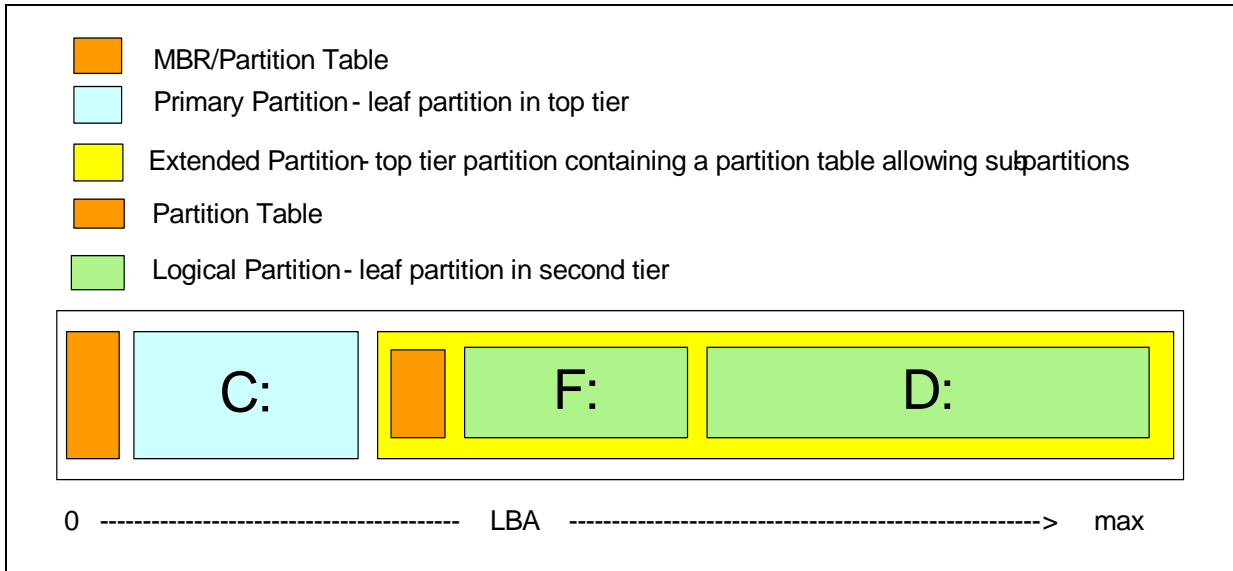 MBR/Partition Table
Primary Partition - leaf partition in top tier
Extended Partition- top tier partition containing a partition table allowing subpartitions
Partition Table
Logical Partition - leaf partition in second tier
C: F: D:
0 ------------------------------------------ LBA -------------------------------------------------------> max